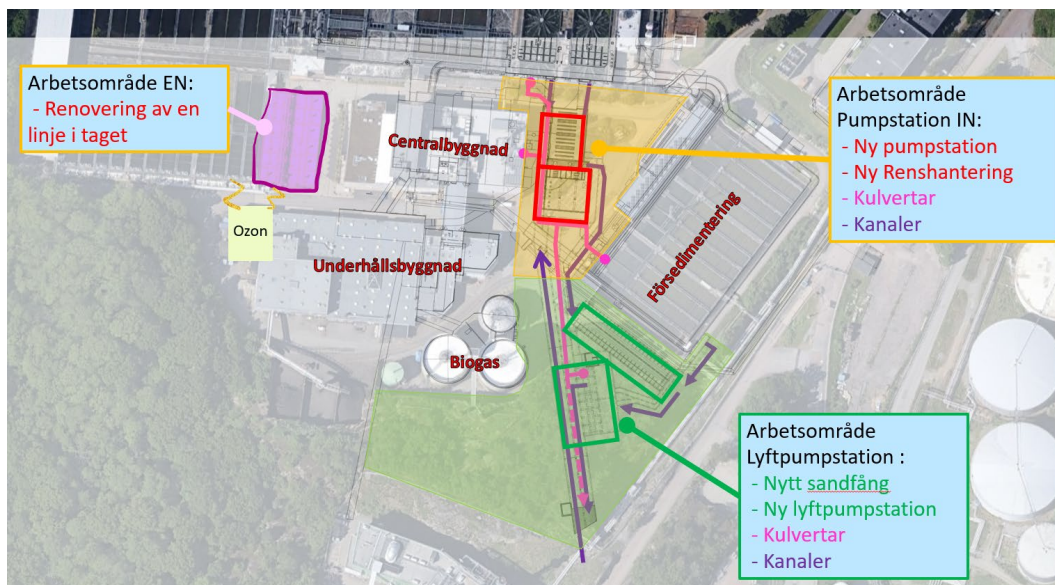 Arbetsområde EN:
- Renovering av en
linje i taget
Arbetsområde
Pumpstation IN:
- Ny pumpstation
- Ny Renshantering
- Kulvertar
- Kanaler
Centralbyggnad
Ozon
Underhållsbyggnad
Försedimentering
Biogas
Arbetsområde
Lyftpumpstation :
- Nytt sandfång
- Ny lyftpumpstation
- Kulvertar
- Kanaler